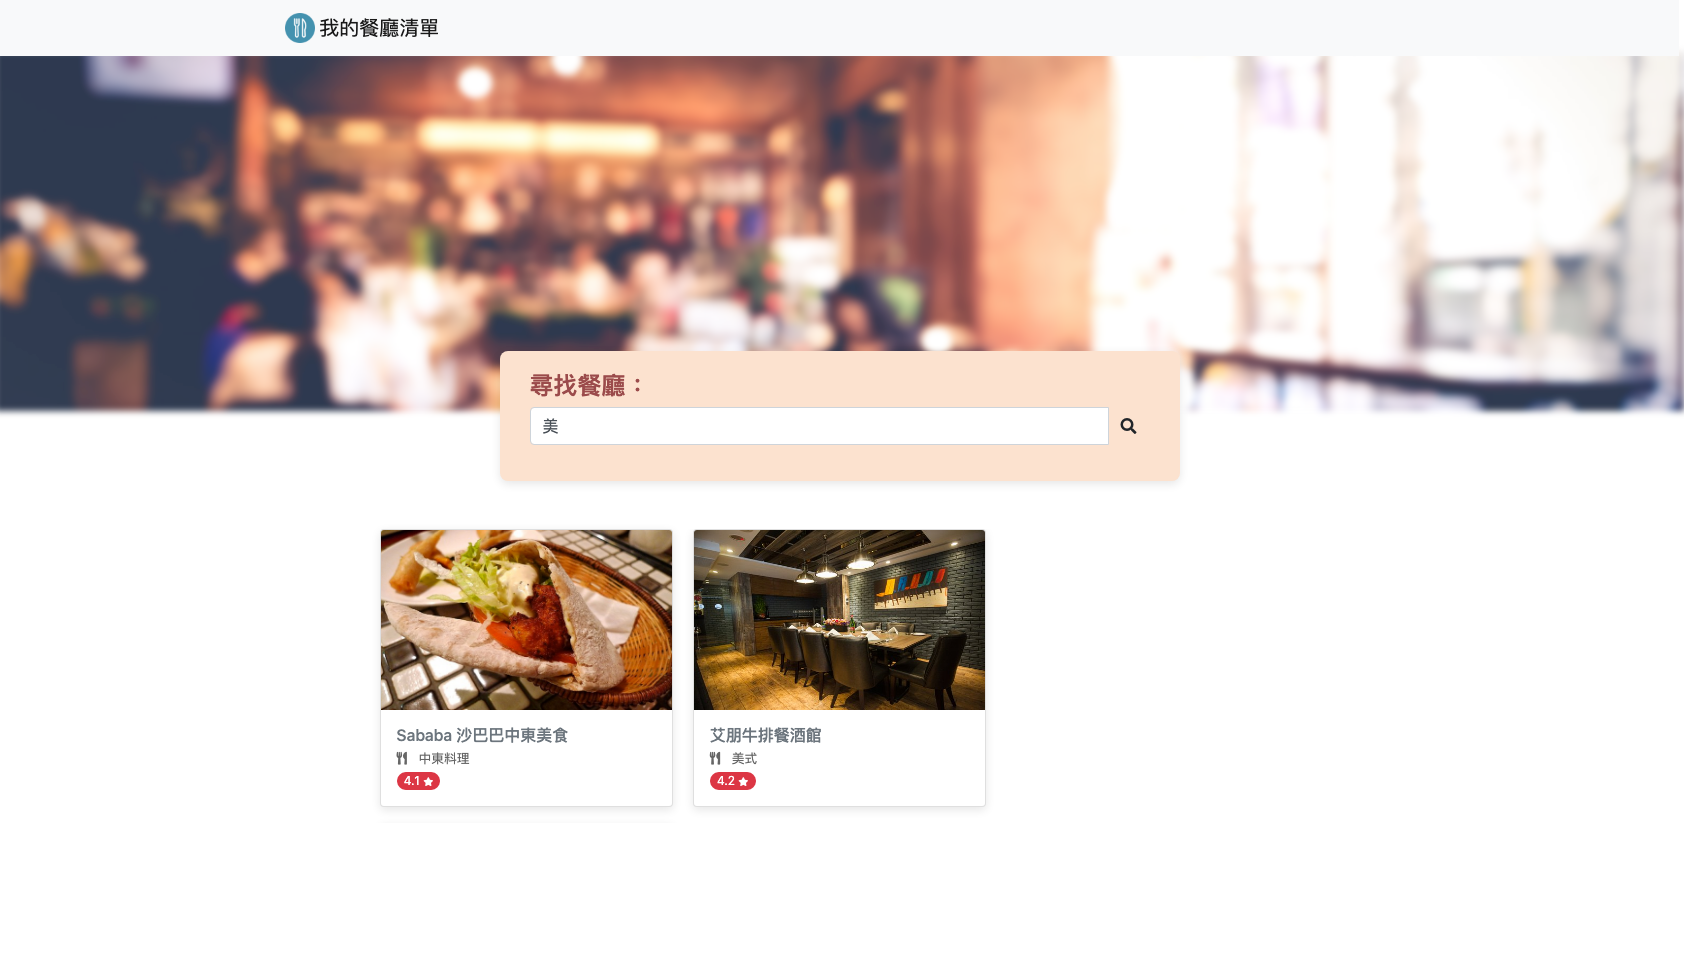 我的餐廳清單
尋找餐廳：
美
Sababa 沙巴巴中東美食
中東料理
4.1
艾朋牛排餐酒館
美式
4.2